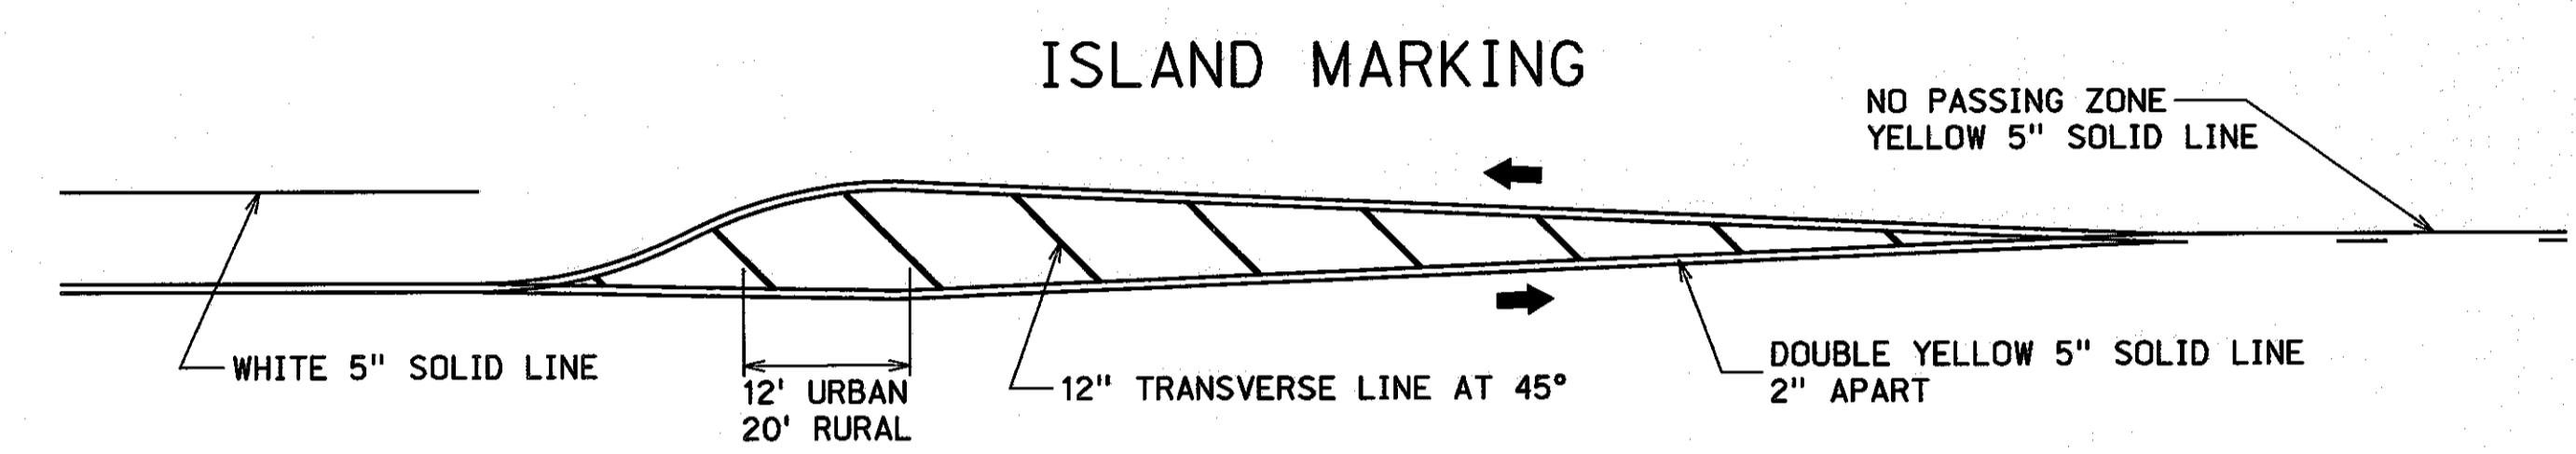 ISLAND MARKING
NO PASSING ZONE
YELLOW 5" SOLID LINE
WHITE 5" SOLID LINE
12' URBAN
20' RURAL
12" TRANSVERSE LINE AT 45°
DOUBLE YELLOW 5" SOLID LINE
2" APART